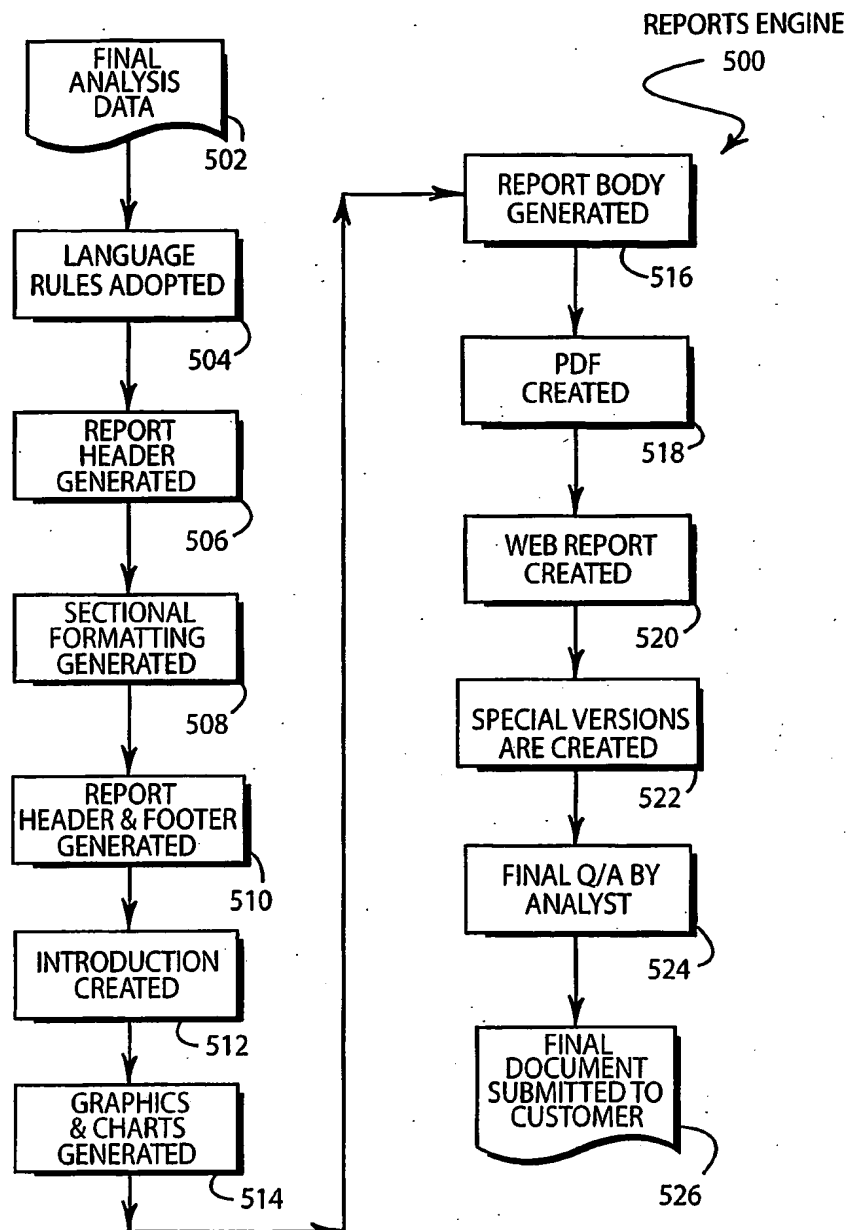 REPORTS ENGINE
500
FINAL
ANALYSIS
DATA
502
LANGUAGE
RULES ADOPTED
504
REPORT
HEADER
GENERATED
506
SECTIONAL
FORMATTING
GENERATED
508
REPORT
HEADER & FOOTER
GENERATED
510
INTRODUCTION
CREATED
512
GRAPHICS
& CHARTS
GENERATED
514
REPORT BODY
GENERATED
516
PDF
CREATED
518
WEB REPORT
CREATED
520
SPECIAL VERSIONS
ARE CREATED
522
FINAL Q/A BY
ANALYST
524
FINAL
DOCUMENT
SUBMITTED TO
CUSTOMER
526